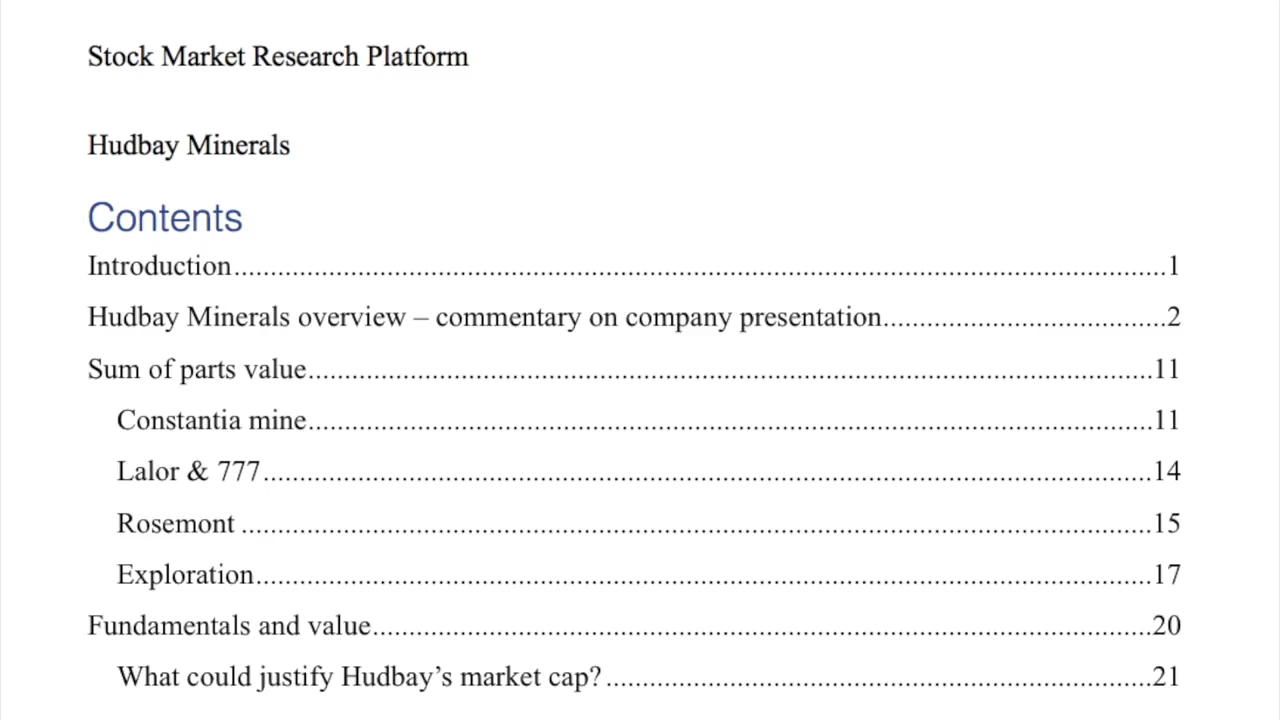 Stock Market Research Platform
Hudbay Minerals
Contents
Introduction........................................................................................................................1
Hudbay Minerals overview – commentary on company presentation.....................................2
Sum of parts value.............................................................................................................11
Constantia mine.............................................................................................................11
Lalor & 777...................................................................................................................14
Rosemont .....................................................................................................................15
Exploration....................................................................................................................17
Fundamentals and value.....................................................................................................20
What could justify Hudbay’s market cap?......................................................................21